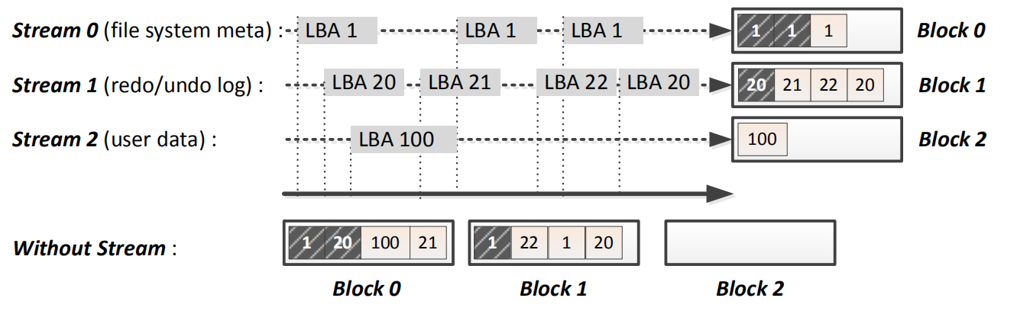 Stream 0 (file system meta) : LBA 1 LBA 1 LBA 1 1 1 1 Block 0
Stream 1 (redo/undo log) : LBA 20 LBA 21 LBA 22 LBA 20 20 21 22 20 Block 1
Stream 2 (user data) : LBA 100 100 Block 2
Without Stream : 1 20 100 21 1 22 1 20
Block 0 Block 1 Block 2